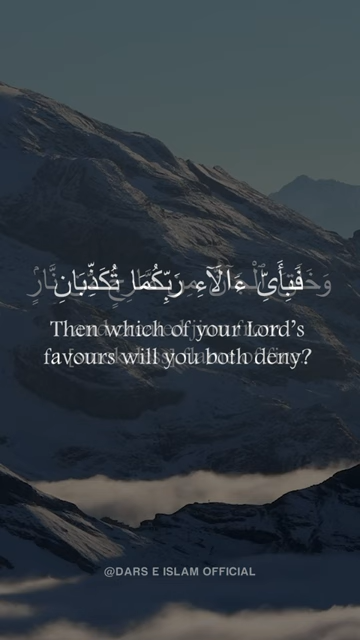 فَبِأَيِّ ءَالَآءِ رَبِّكُمَا تُكَذِّبَانِ
Then which of your Lord's
favours will you both deny?
@DARS E ISLAM OFFICIAL